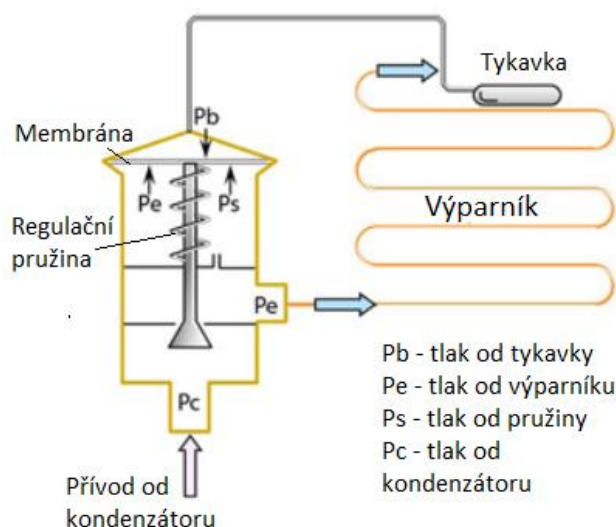 Tykavka
Pb
Membrána
Pe
Ps
Výparník
Regulační
pružina
Pe
Pc
Přívod od
kondenzátoru
Pb - tlak od tykavky
Pe - tlak od výparníku
Ps - tlak od pružiny
Pc - tlak od
kondenzátoru